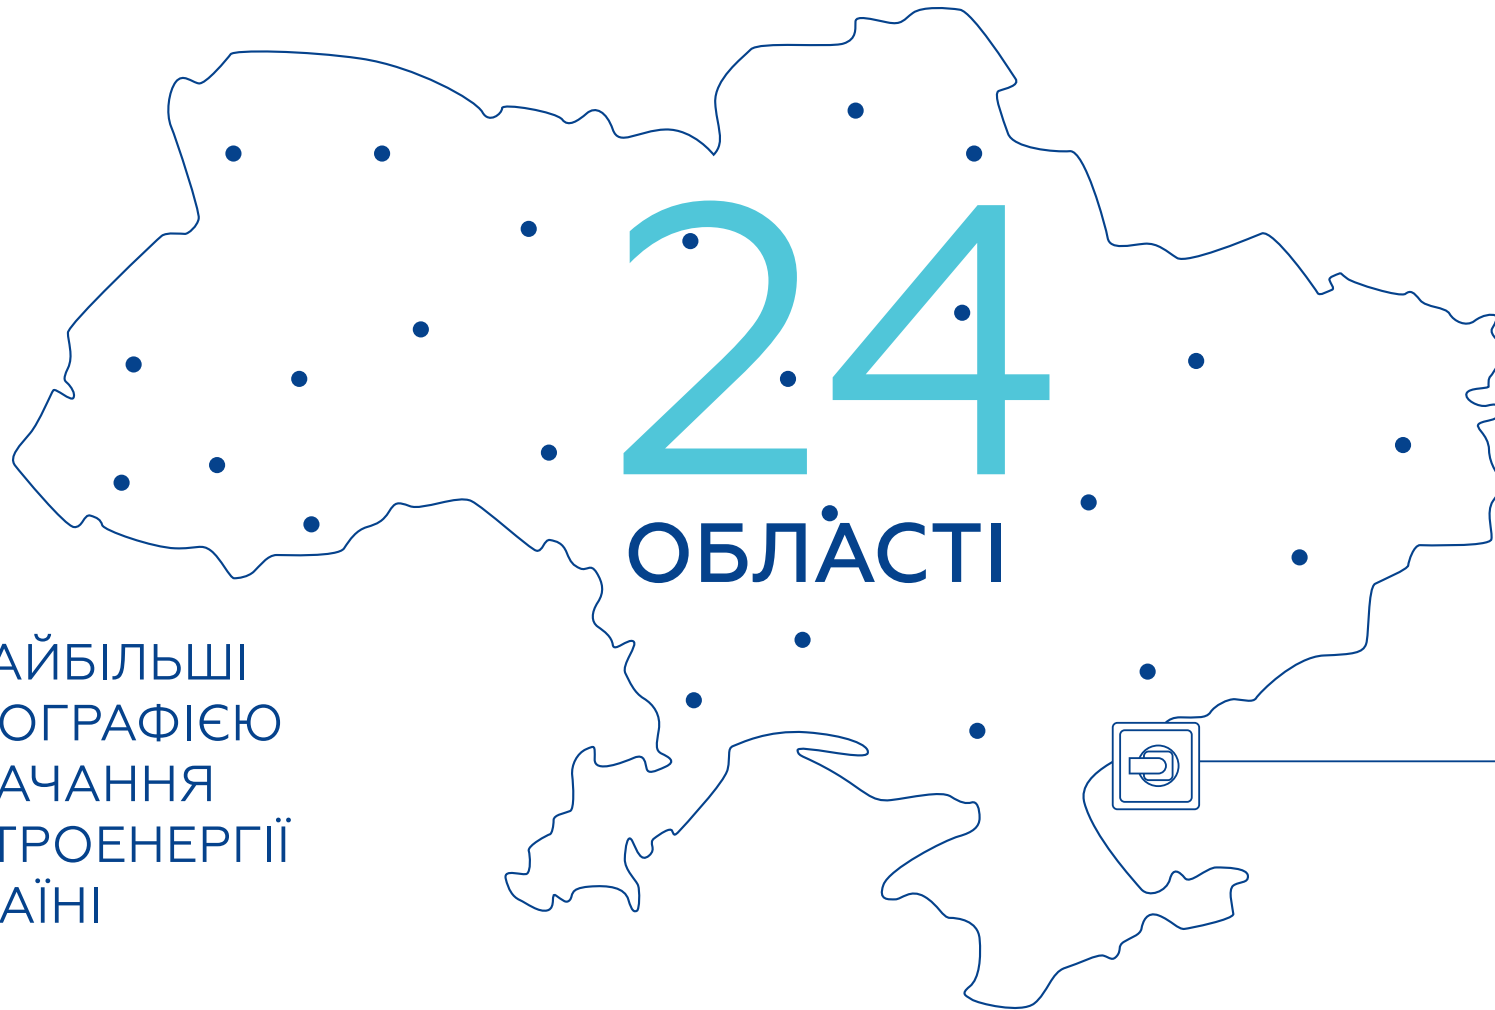 24
ОБЛАСТІ
АЙБІЛЬШІ
ОГРАФІЄЮ
АЧАННЯ
ТРОЕНЕРГІЇ
АЇНІ